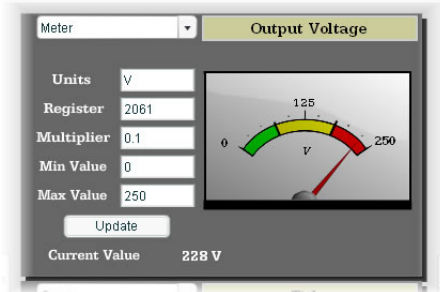 Meter
Output Voltage
Units V
Register 2061
Multiplier 0.1
Min Value 0
Max Value 250
Update
Current Value 228 V
0
125
250
V